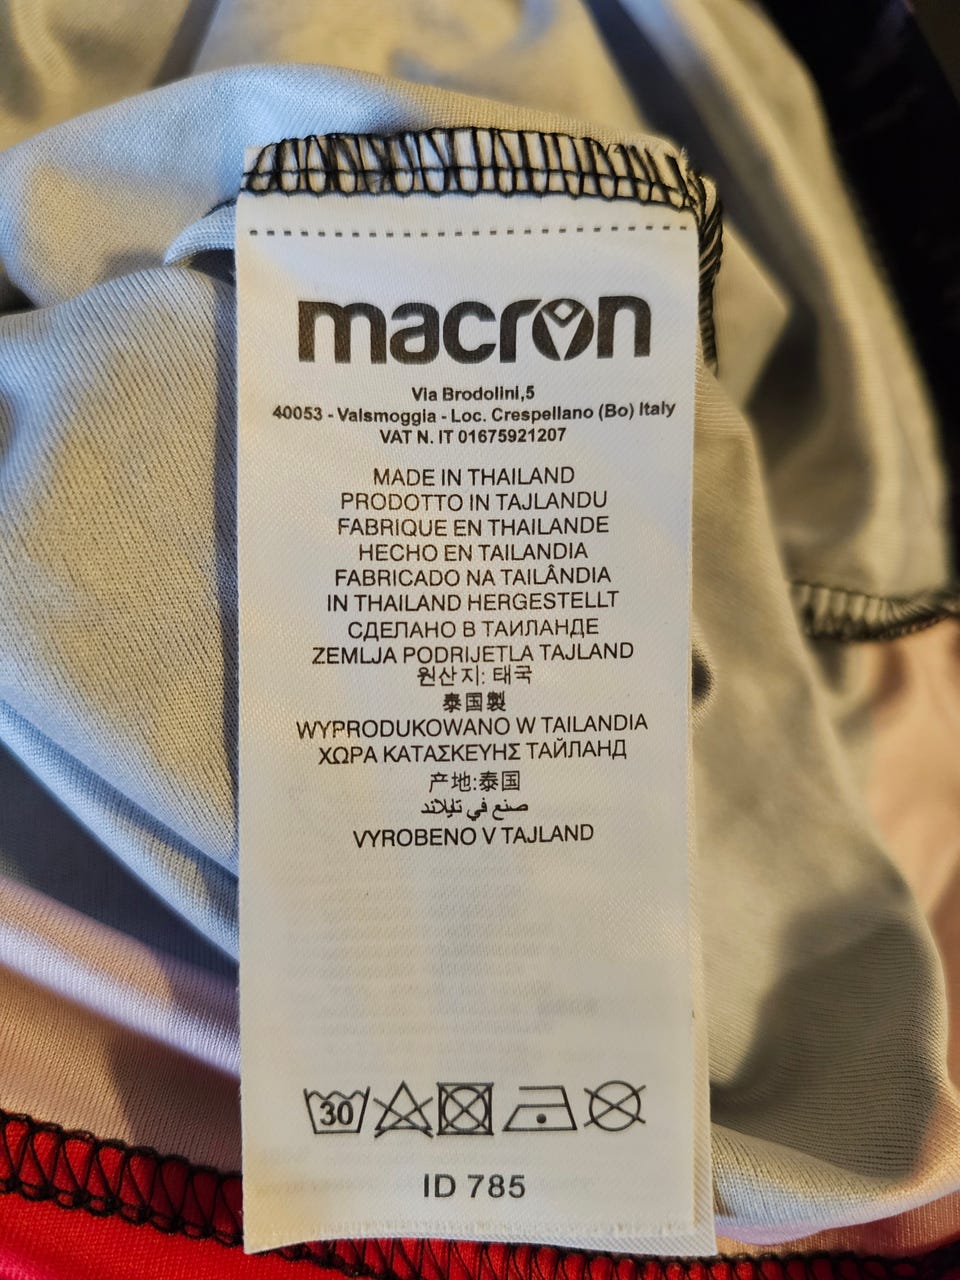 macron
Via Brodolini,5
40053 - Valsmoggia - Loc. Crespellano (Bo) Italy
VAT N. IT 01675921207
MADE IN THAILAND
PRODOTTO IN TAJLANDU
FABRIQUE EN THAILANDE
HECHO EN TAILANDIA
FABRICADO NA TAILÂNDIA
IN THAILAND HERGESTELLT
СДЕЛАНО В ТАИЛАНДЕ
ZEMLJA PODRIJETLA TAJLAND
원산지: 태국
泰国製
WYPRODUKOWANO W TAILANDIA
ΧΩΡΑ ΚΑΤΑΣΚΕΥΗΣ ΤΑЙЛАНД
产地:泰国
صنع في تايلاند
VYROBENO V TAJLAND
30
ID 785